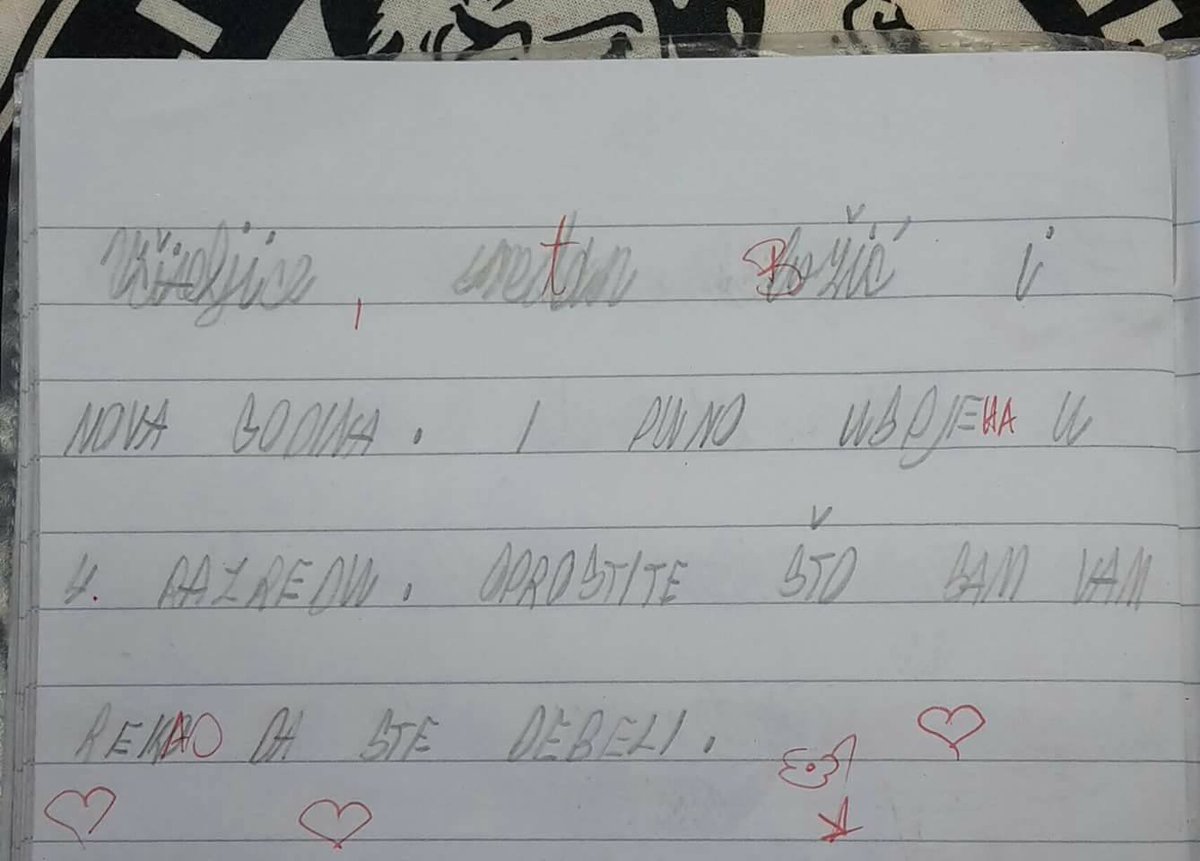 Učiteljice, sretan Božić i
NOVA GODINA. I PUNO USPJEHA U
4. RAZREDU. OPROSTITE ŠTO SAM VAM
REKAO DA STE DEBELI.